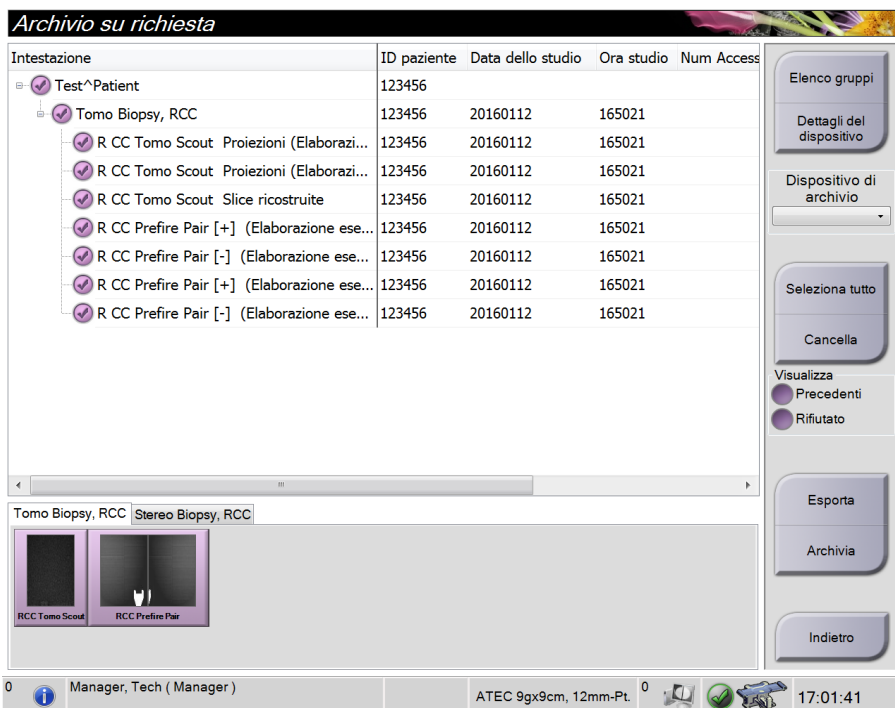 Archivio su richiesta
Intestazione ID paziente Data dello studio Ora studio Num Access
Test^Patient 123456
Tomo Biopsy, RCC 123456 20160112 165021
R CC Tomo Scout Proiezioni (Elaborazi... 123456 20160112 165021
R CC Tomo Scout Proiezioni (Elaborazi... 123456 20160112 165021
R CC Tomo Scout Slice ricostruite 123456 20160112 165021
R CC Prefire Pair [+] (Elaborazione ese... 123456 20160112 165021
R CC Prefire Pair [-] (Elaborazione ese... 123456 20160112 165021
R CC Prefire Pair [+] (Elaborazione ese... 123456 20160112 165021
R CC Prefire Pair [-] (Elaborazione ese... 123456 20160112 165021
Elenco gruppi
Dettagli del
dispositivo
Dispositivo di
archivio
Seleziona tutto
Cancella
Visualizza
Precedenti
Rifiutato
Esporta
Archivia
Indietro
Tomo Biopsy, RCC Stereo Biopsy, RCC
RCC Tomo Scout RCC Prefire Pair
0 Manager, Tech ( Manager ) ATEC 9gx9cm, 12mm-Pt. 0 17:01:41